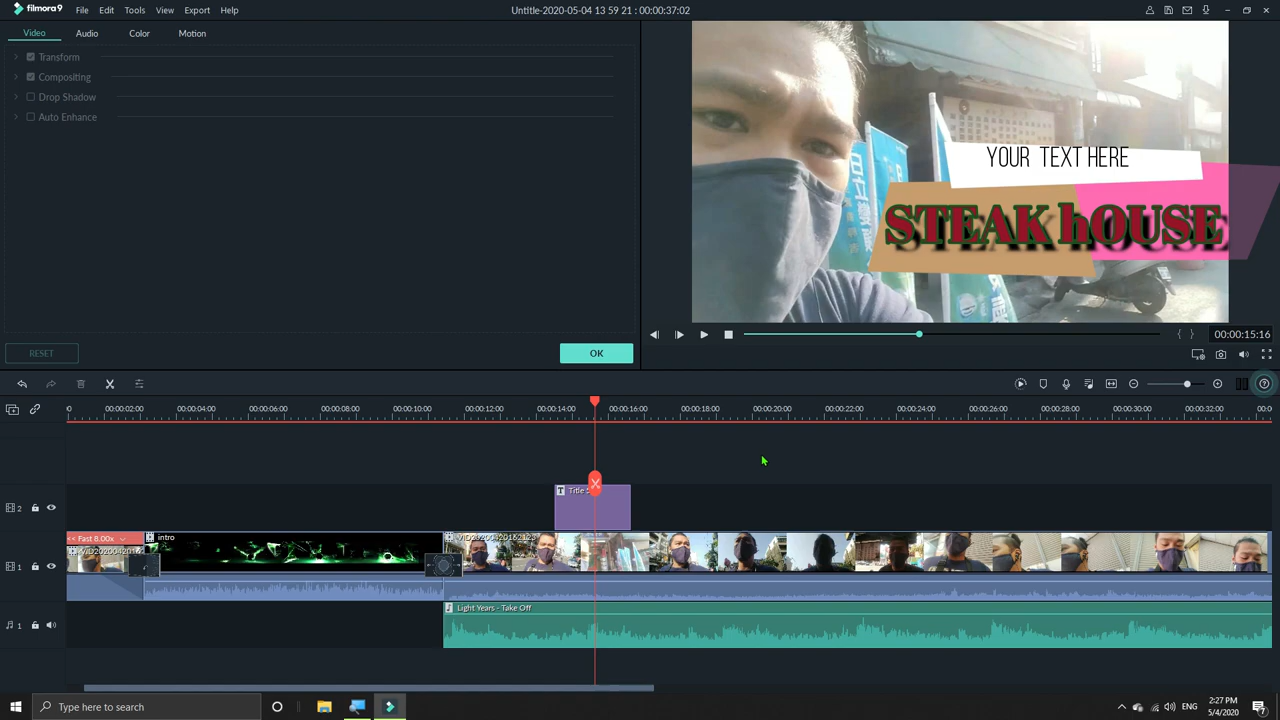 filmora9 File Edit Tools View Export Help Untitle-2020-05-04 13 59 21 : 00:00:37:02
Video Audio Color Motion
Transform
Compositing
Drop Shadow
Auto Enhance
YOUR TEXT HERE
STEAK hOUSE
RESET OK
00:00:15:16
00:00:02:00 00:00:04:00 00:00:06:00 00:00:08:00 00:00:10:00 00:00:12:00 00:00:14:00 00:00:16:00 00:00:18:00 00:00:20:00 00:00:22:00 00:00:24:00 00:00:26:00 00:00:28:00 00:00:30:00 00:00:32:00
2 T Title
<< Fast 8.00x intro
1
♫ 1 Light Years - Take Off
Type here to search
2:27 PM
5/4/2020
7